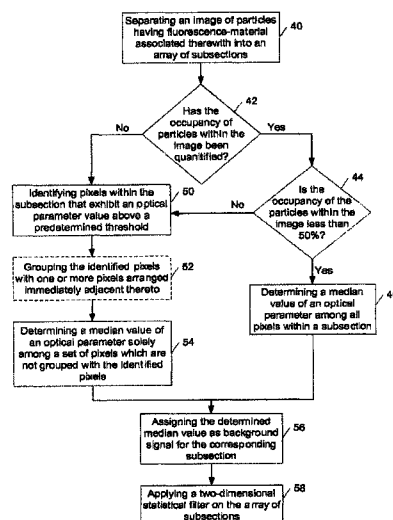 Separating an image of particles
having fluorescence-material
associated therewith into an
array of subsections
40
42
Has the
occupancy of
particles within the
image been
quantitified?
No
Yes
44
Is the
occupancy of the
particles within the
image less than
50%?
No
Yes
50
Identifying pixels within the
subsection that exhibit an optical
parameter value above a
predetermined threshold
52
Grouping the identified pixels
with one or more pixels arranged
immediately adjacent thereto
Determining a median value of
an optical parameter solely
among a set of pixels which are
not grouped with the identified
pixels
54
Determining a median
value of an optical
parameter among all
pixels within a subsection
Assigning the determined
median value as background
signal for the corresponding
subsection
56
Applying a two-dimensional
statistical filter on the array of
subsections
58